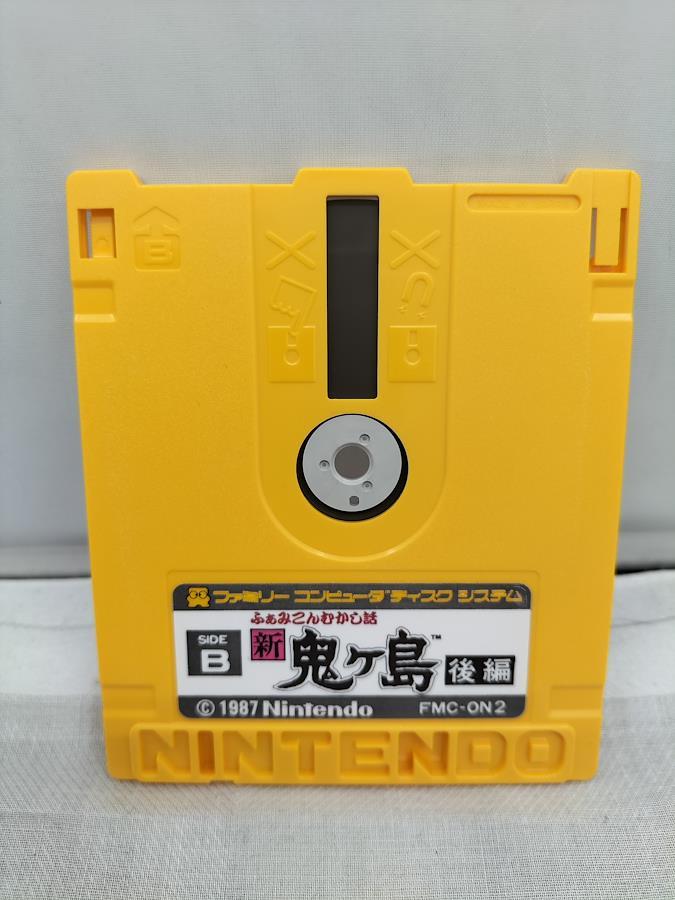 B
ファミリー コンピュータ ディスク システム
ふぁみこんむかし話
SIDE B
新 鬼ヶ島™ 後編
© 1987 Nintendo FMC-ON2
NINTENDO